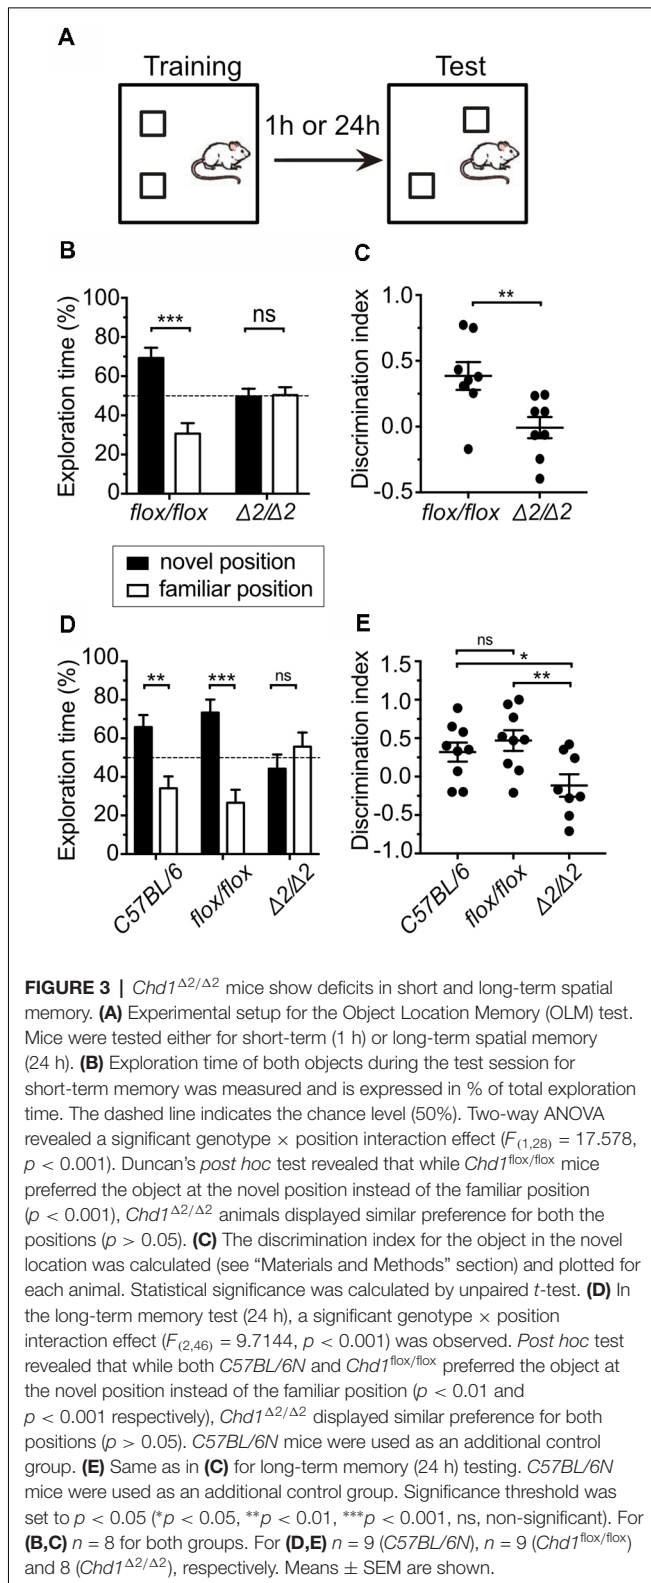 A
Training
Test
1h or 24h
B
C
Exploration time (%)
100
80
60
40
20
0
***
ns
flox/flox
Δ2/Δ2
Discrimination index
1.0
0.5
0.0
-0.5
**
flox/flox
Δ2/Δ2
novel position
familiar position
D
E
Exploration time (%)
100
80
60
40
20
0
**
***
ns
C57BL/6
flox/flox
Δ2/Δ2
Discrimination index
1.5
1.0
0.5
0.0
-0.5
-1.0
ns
*
**
C57BL/6
flox/flox
Δ2/Δ2
FIGURE 3 | Chd1Δ2/Δ2 mice show deficits in short and long-term spatial
memory. (A) Experimental setup for the Object Location Memory (OLM) test.
Mice were tested either for short-term (1 h) or long-term spatial memory
(24 h). (B) Exploration time of both objects during the test session for
short-term memory was measured and is expressed in % of total exploration
time. The dashed line indicates the chance level (50%). Two-way ANOVA
revealed a significant genotype × position interaction effect (F(1,28) = 17.578,
p < 0.001). Duncan's post hoc test revealed that while Chd1flox/flox mice
preferred the object at the novel position instead of the familiar position
(p < 0.001), Chd1Δ2/Δ2 animals displayed similar preference for both the
positions (p > 0.05). (C) The discrimination index for the object in the novel
location was calculated (see “Materials and Methods” section) and plotted for
each animal. Statistical significance was calculated by unpaired t-test. (D) In
the long-term memory test (24 h), a significant genotype × position
interaction effect (F(2,46) = 9.7144, p < 0.001) was observed. Post hoc test
revealed that while both C57BL/6N and Chd1flox/flox preferred the object at
the novel position instead of the familiar position (p < 0.01 and
p < 0.001 respectively), Chd1Δ2/Δ2 displayed similar preference for both
positions (p > 0.05). C57BL/6N mice were used as an additional control
group. (E) Same as in (C) for long-term memory (24 h) testing. C57BL/6N
mice were used as an additional control group. Significance threshold was
set to p < 0.05 (*p < 0.05, **p < 0.01, ***p < 0.001, ns, non-significant). For
(B,C) n = 8 for both groups. For (D,E) n = 9 (C57BL/6N), n = 9 (Chd1flox/flox)
and 8 (Chd1Δ2/Δ2), respectively. Means ± SEM are shown.